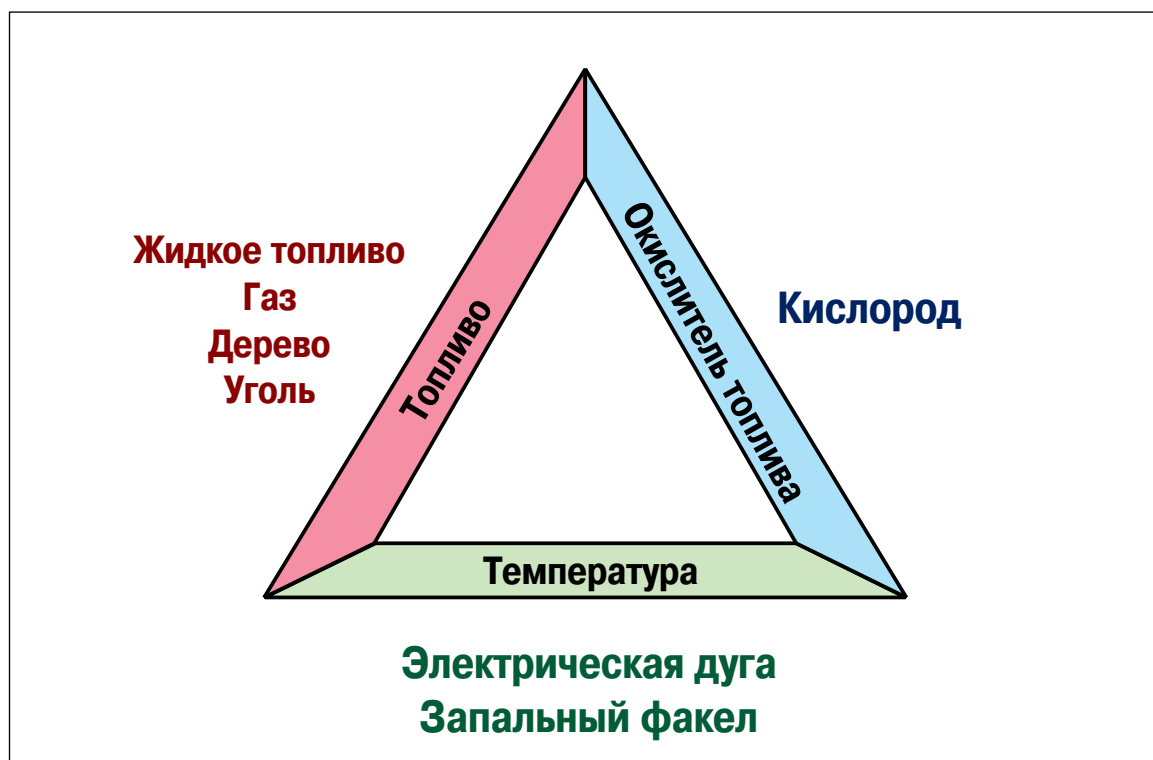 Жидкое топливо
Газ
Дерево
Уголь
Топливо
Окислитель топлива
Кислород
Температура
Электрическая дуга
Запальный факел